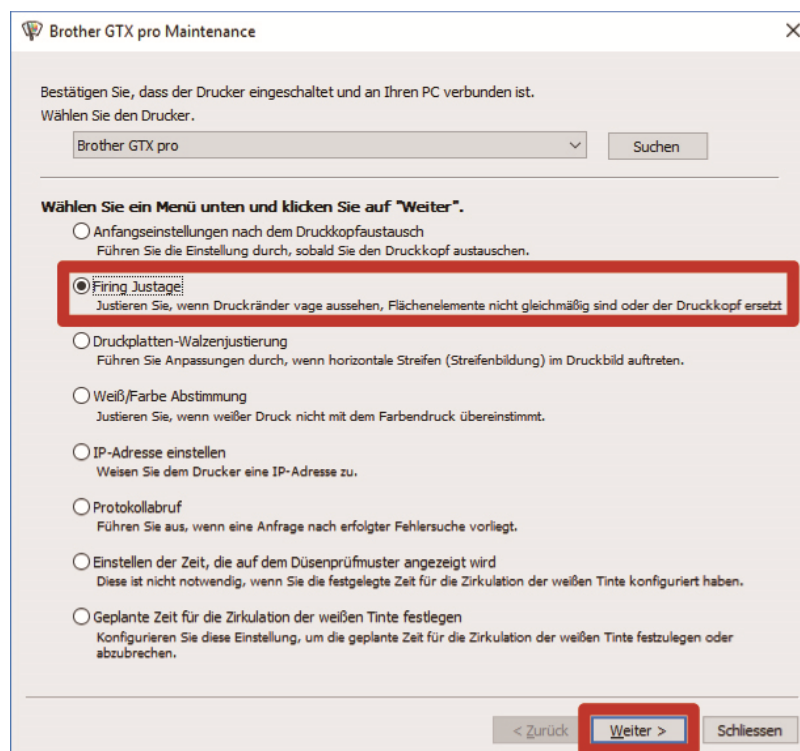 Brother GTX pro Maintenance
Bestätigen Sie, dass der Drucker eingeschaltet und an Ihren PC verbunden ist.
Wählen Sie den Drucker.
Brother GTX pro
Suchen
Wählen Sie ein Menü unten und klicken Sie auf "Weiter".
Anfangseinstellungen nach dem Druckkopfaustausch
Führen Sie die Einstellung durch, sobald Sie den Druckkopf austauschen.
Firing Justage
Justieren Sie, wenn Druckränder vage aussehen, Flächenelemente nicht gleichmäßig sind oder der Druckkopf ersetzt
Druckplatten-Walzenjustierung
Führen Sie Anpassungen durch, wenn horizontale Streifen (Streifenbildung) im Druckbild auftreten.
Weiß/Farbe Abstimmung
Justieren Sie, wenn weißer Druck nicht mit dem Farbendruck übereinstimmt.
IP-Adresse einstellen
Weisen Sie dem Drucker eine IP-Adresse zu.
Protokollabruf
Führen Sie aus, wenn eine Anfrage nach erfolgter Fehlersuche vorliegt.
Einstellen der Zeit, die auf dem Düsenprüfmuster angezeigt wird
Diese ist nicht notwendig, wenn Sie die festgelegte Zeit für die Zirkulation der weißen Tinte konfiguriert haben.
Geplante Zeit für die Zirkulation der weißen Tinte festlegen
Konfigurieren Sie diese Einstellung, um die geplante Zeit für die Zirkulation der weißen Tinte festzulegen oder
abzubrechen.
< Zurück
Weiter >
Schliessen